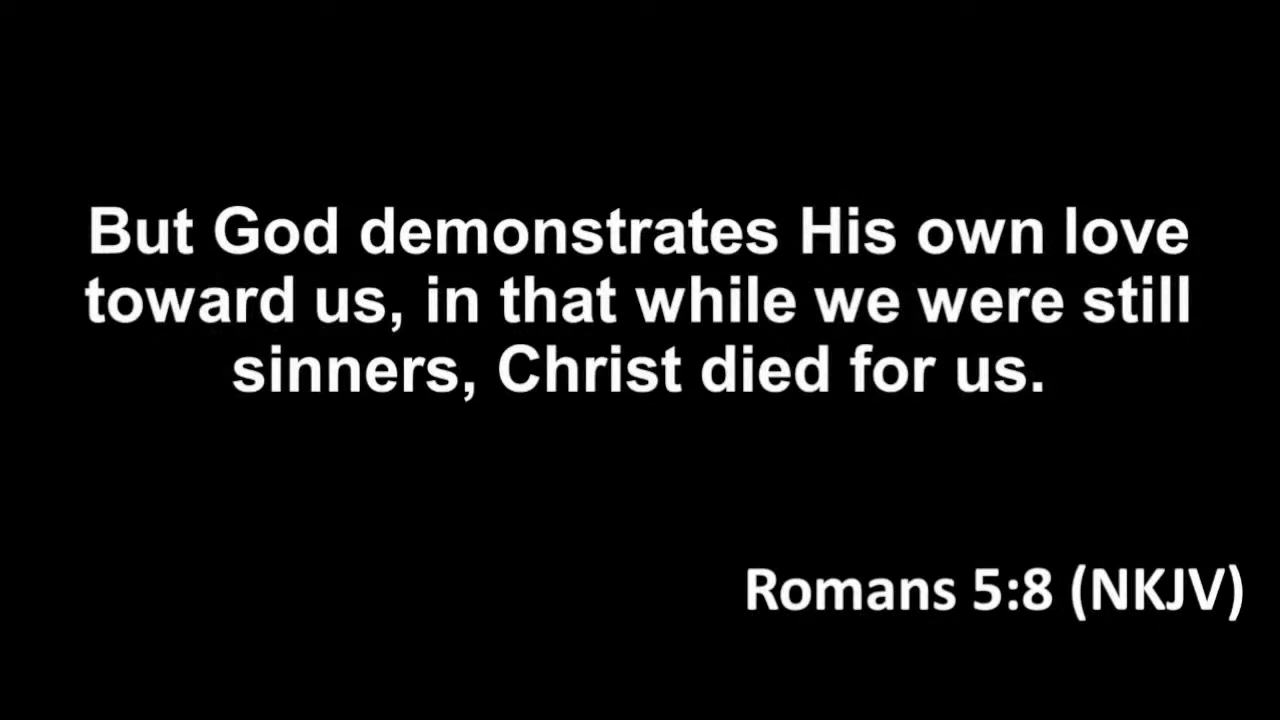 But God demonstrates His own love
toward us, in that while we were still
sinners, Christ died for us.
Romans 5:8 (NKJV)